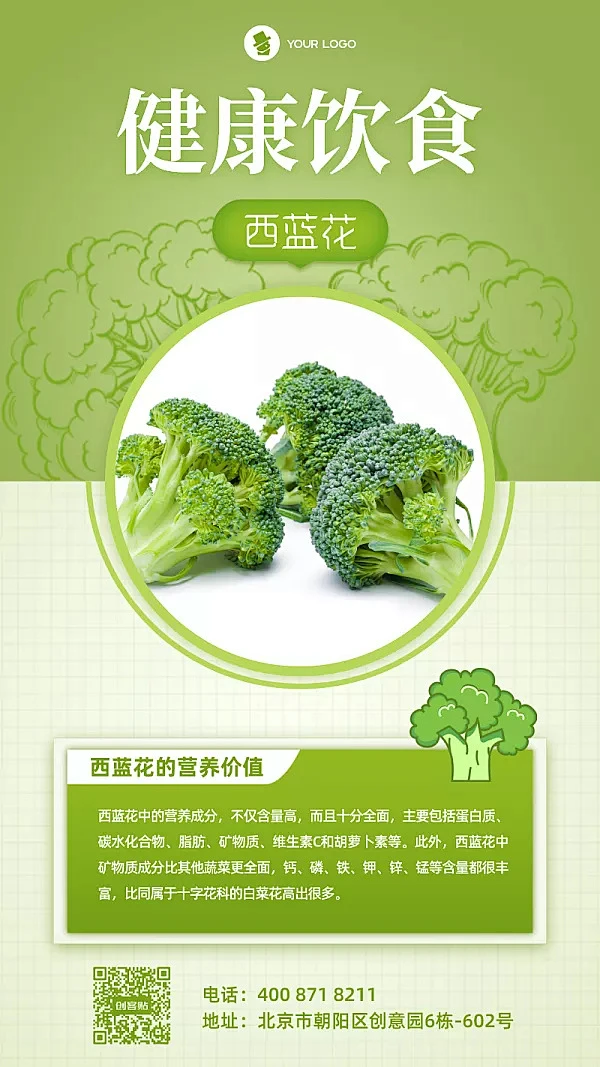 YOUR LOGO
健康饮食
西蓝花
西蓝花的营养价值
西蓝花中的营养成分，不仅含量高，而且十分全面，主要包括蛋白质、
碳水化合物、脂肪、矿物质、维生素C和胡萝卜素等。此外，西蓝花中
矿物质成分比其他蔬菜更全面，钙、磷、铁、钾、锌、锰等含量都很丰
富，比同属于十字花科的白菜花高出很多。
创客贴
电话：400 871 8211
地址：北京市朝阳区创意园6栋-602号